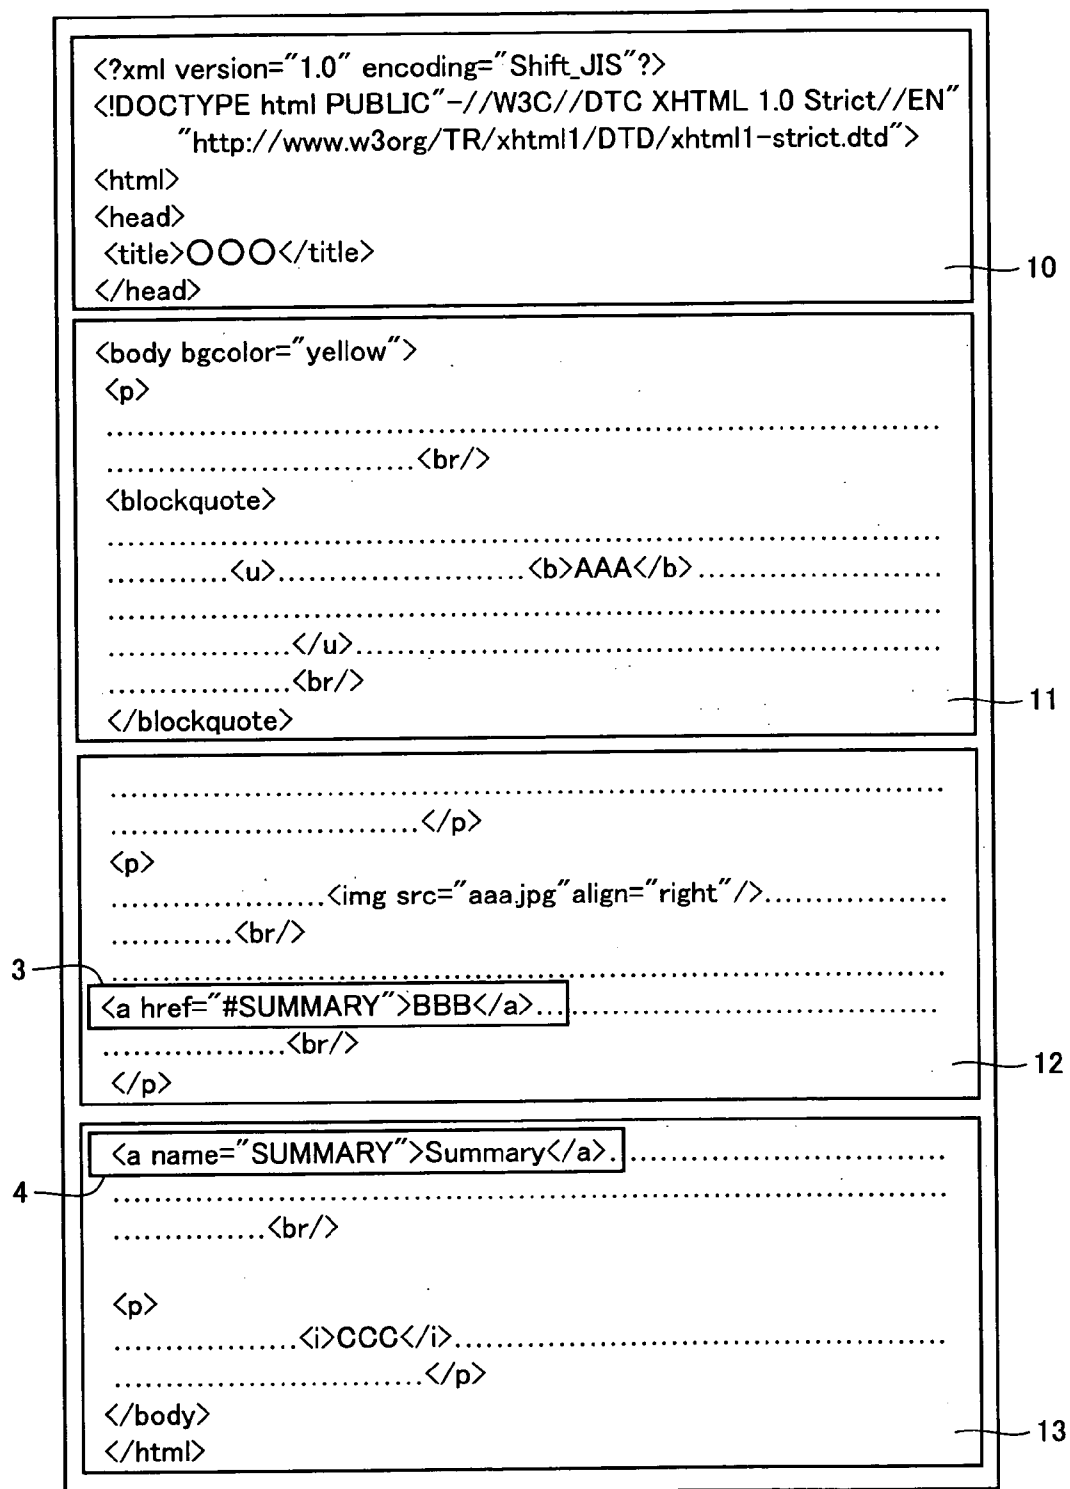 <?xml version="1.0" encoding="Shift_JIS"?>
<!DOCTYPE html PUBLIC"-//W3C//DTC XHTML 1.0 Strict//EN"
"http://www.w3org/TR/xhtml1/DTD/xhtml1-strict.dtd">
<html>
<head>
<title>○○○</title>
10
</head>
<body bgcolor="yellow">
<p>
................................................................................
..............................<br/>
<blockquote>
................................................................................
............<u>........................<b>AAA</b>........................
................................................................................
..................</u>........................................................
..................<br/>
11
</blockquote>
................................................................................
..............................</p>
<p>
.....................<img src="aaa.jpg"align="right"/>..................
............<br/>
................................................................................
3
<a href="#SUMMARY">BBB</a>.......................................
..................<br/>
12
</p>
<a name="SUMMARY">Summary</a>................................
4
................................................................................
...............<br/>
<p>
..................<i>CCC</i>................................................
..............................</p>
</body>
13
</html>